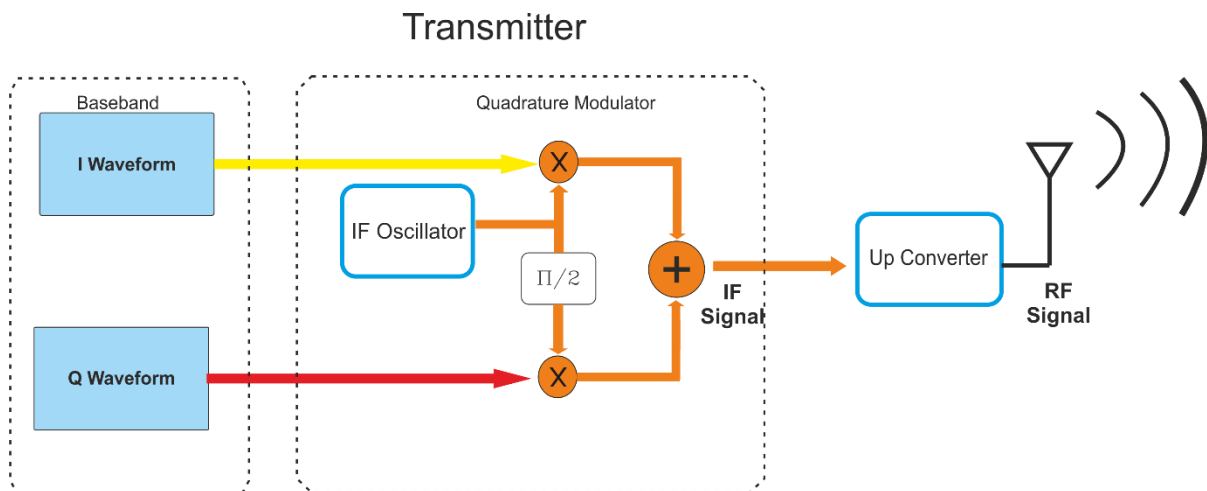 Transmitter
Baseband
Quadrature Modulator
I Waveform
X
IF Oscillator
Π/2
+
IF
Signal
Up Converter
RF
Signal
Q Waveform
X